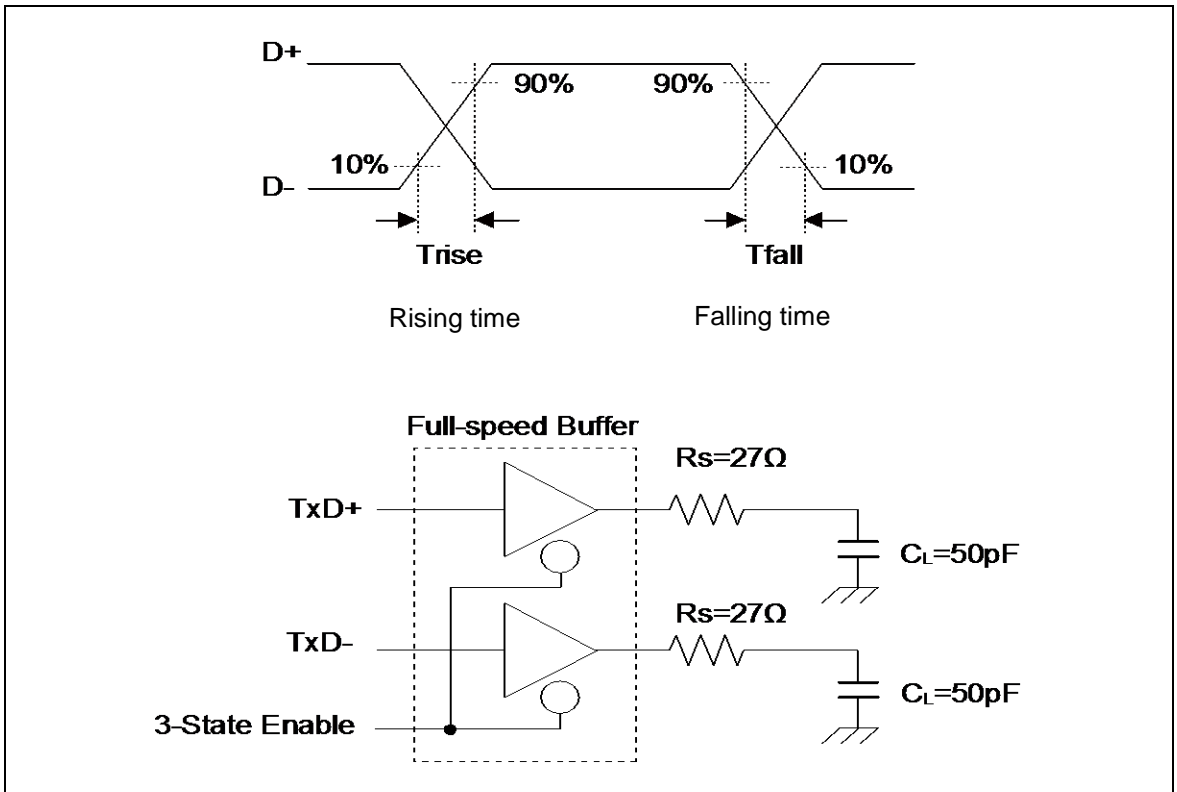 D+
90% 90%
10% 10%
D-
Trise Tfall
Rising time Falling time
Full-speed Buffer
Rs=27Ω
TxD+
CL=50pF
Rs=27Ω
TxD-
CL=50pF
3-State Enable